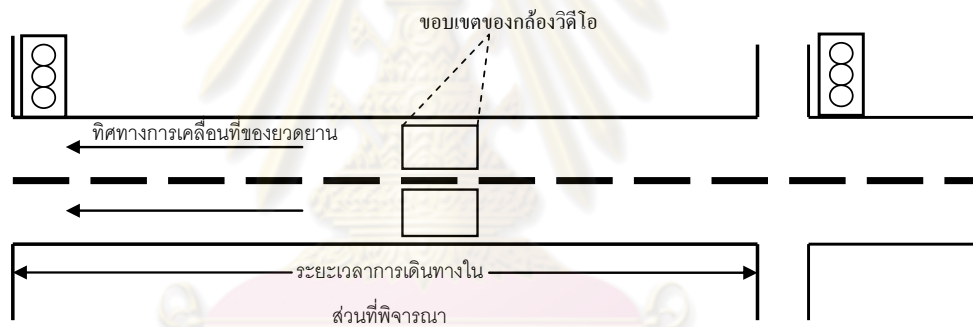 ขอบเขตของกล้องวิดีโอ
ทิศทางการเคลื่อนที่ของยวดยาน
ระยะเวลาการเดินทางใน
ส่วนที่พิจารณา